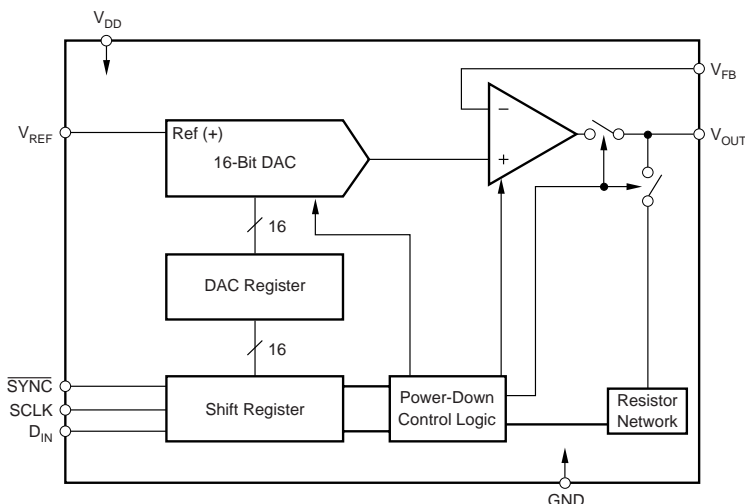 V_DD
V_FB
V_REF
Ref (+)
16-Bit DAC
−
+
V_OUT
16
DAC Register
16
SYNC
SCLK
D_IN
Shift Register
Power-Down
Control Logic
Resistor
Network
GND